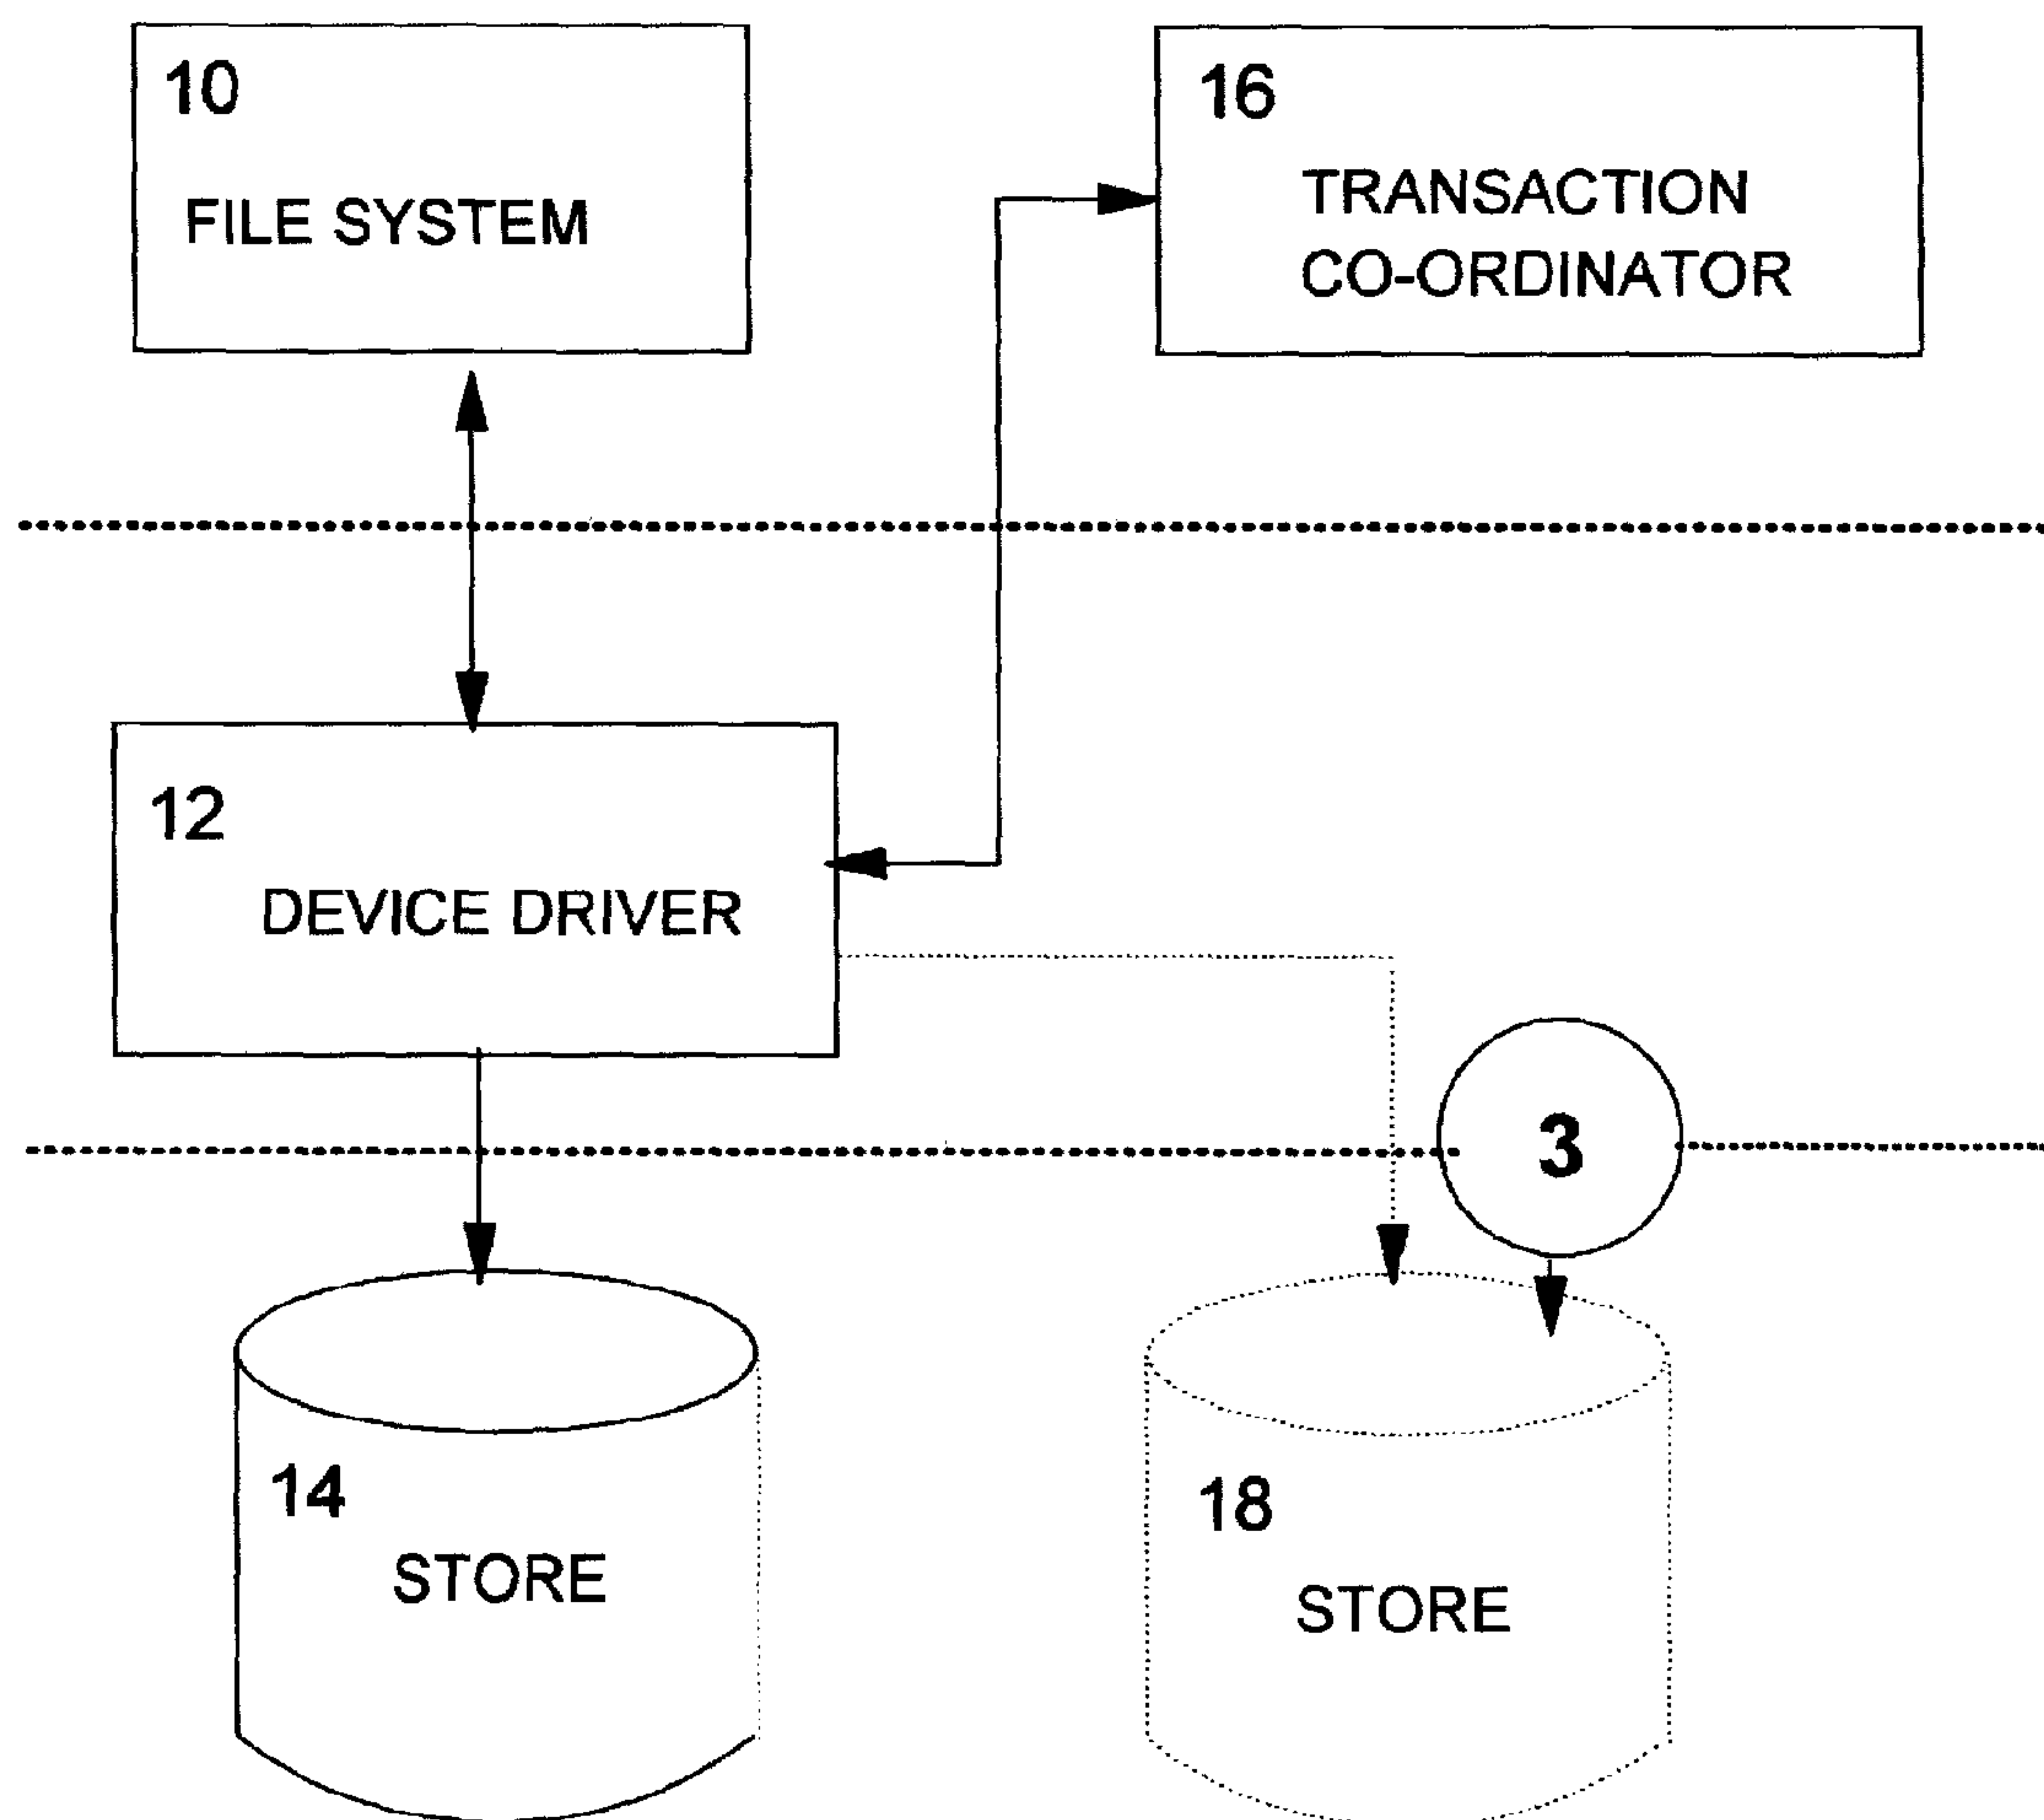 10
FILE SYSTEM
16
TRANSACTION
CO-ORDINATOR
12
DEVICE DRIVER
3
14
STORE
18
STORE